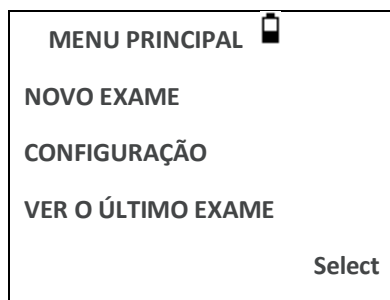 MENU PRINCIPAL
NOVO EXAME
CONFIGURAÇÃO
VER O ÚLTIMO EXAME
Select